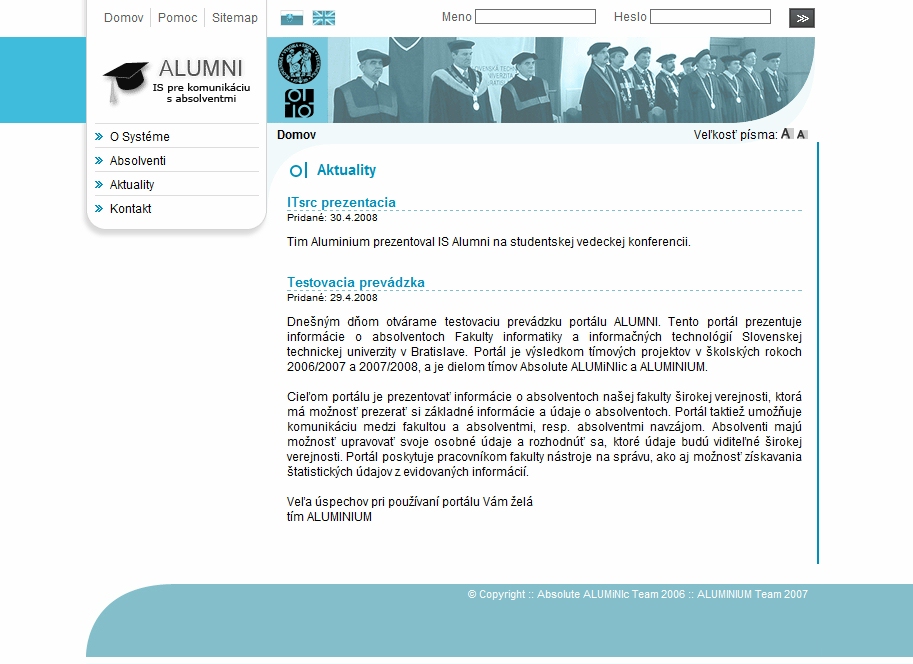 Domov Pomoc Sitemap
Meno Heslo
ALUMNI
IS pre komunikáciu
s absolventmi
O Systéme
Absolventi
Aktuality
Kontakt
Domov
Veľkosť písma: A A
Aktuality
ITsrc prezentacia
Pridané: 30.4.2008
Tim Aluminium prezentoval IS Alumni na studentskej vedeckej konferencii.
Testovacia prevádzka
Pridané: 29.4.2008
Dnešným dňom otvárame testovaciu prevádzku portálu ALUMNI. Tento portál prezentuje
informácie o absolventoch Fakulty informatiky a informačných technológií Slovenskej
technickej univerzity v Bratislave. Portál je výsledkom tímových projektov v školských rokoch
2006/2007 a 2007/2008, a je dielom tímov Absolute ALUMiNIic a ALUMINIUM.
Cieľom portálu je prezentovať informácie o absolventoch našej fakulty širokej verejnosti, ktorá
má možnosť prezerať si základné informácie a údaje o absolventoch. Portál taktiež umožňuje
komunikáciu medzi fakultou a absolventmi, resp. absolventmi navzájom. Absolventi majú
možnosť upravovať svoje osobné údaje a rozhodnúť sa, ktoré údaje budú viditeľné širokej
verejnosti. Portál poskytuje pracovníkom fakulty nástroje na správu, ako aj možnosť získavania
štatistických údajov z evidovaných informácií.
Veľa úspechov pri používaní portálu Vám želá
tím ALUMINIUM
© Copyright :: Absolute ALUMiNIc Team 2006 :: ALUMINIUM Team 2007